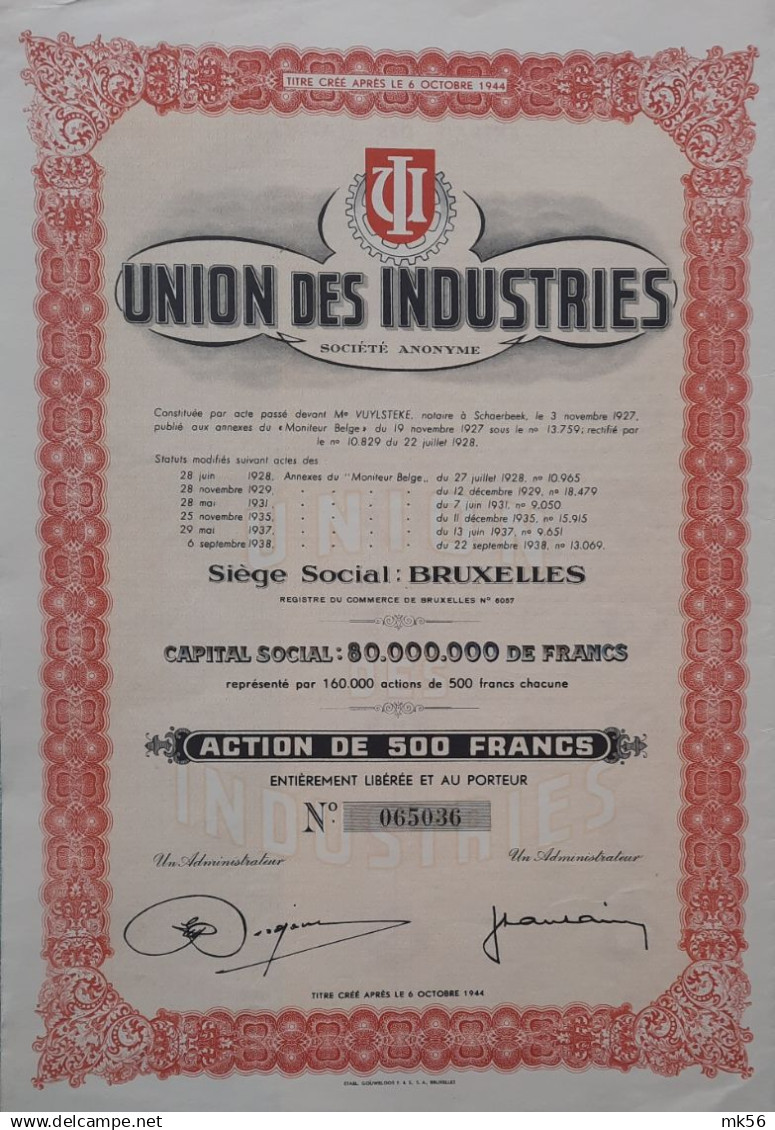 TITRE CRÉÉ APRÈS LE 6 OCTOBRE 1944
UI
UNION DES INDUSTRIES
SOCIÉTÉ ANONYME
Constituée par acte passé devant Me VUYLSTEKE, notaire à Schaerbeek, le 3 novembre 1927,
publié aux annexes du « Moniteur Belge » du 19 novembre 1927 sous le no 13.759; rectifié par
le no 10.829 du 22 juillet 1928.
Statuts modifiés suivant actes des
28 juin 1928, Annexes du "Moniteur Belge„ du 27 juillet 1928, no 10.965
28 novembre 1929, . . . . du 12 décembre 1929, no 18.479
28 mai 1931, . . . . du 7 juin 1931, no 9.050
25 novembre 1935, . . . . du 11 décembre 1935, no 15.915
29 mai 1937, . . . . du 13 juin 1937, no 9.651
6 septembre 1938, . . . . du 22 septembre 1938, no 13.069.
Siège Social : BRUXELLES
REGISTRE DU COMMERCE DE BRUXELLES No 6057
CAPITAL SOCIAL : 80.000.000 DE FRANCS
représenté par 160.000 actions de 500 francs chacune
ACTION DE 500 FRANCS
ENTIÈREMENT LIBÉRÉE ET AU PORTEUR
No. 065036
UNION
DES
INDUSTRIES
Un Administrateur Un Administrateur
TITRE CRÉÉ APRÈS LE 6 OCTOBRE 1944
ETABL. S.A., BRUXELLES
mk56